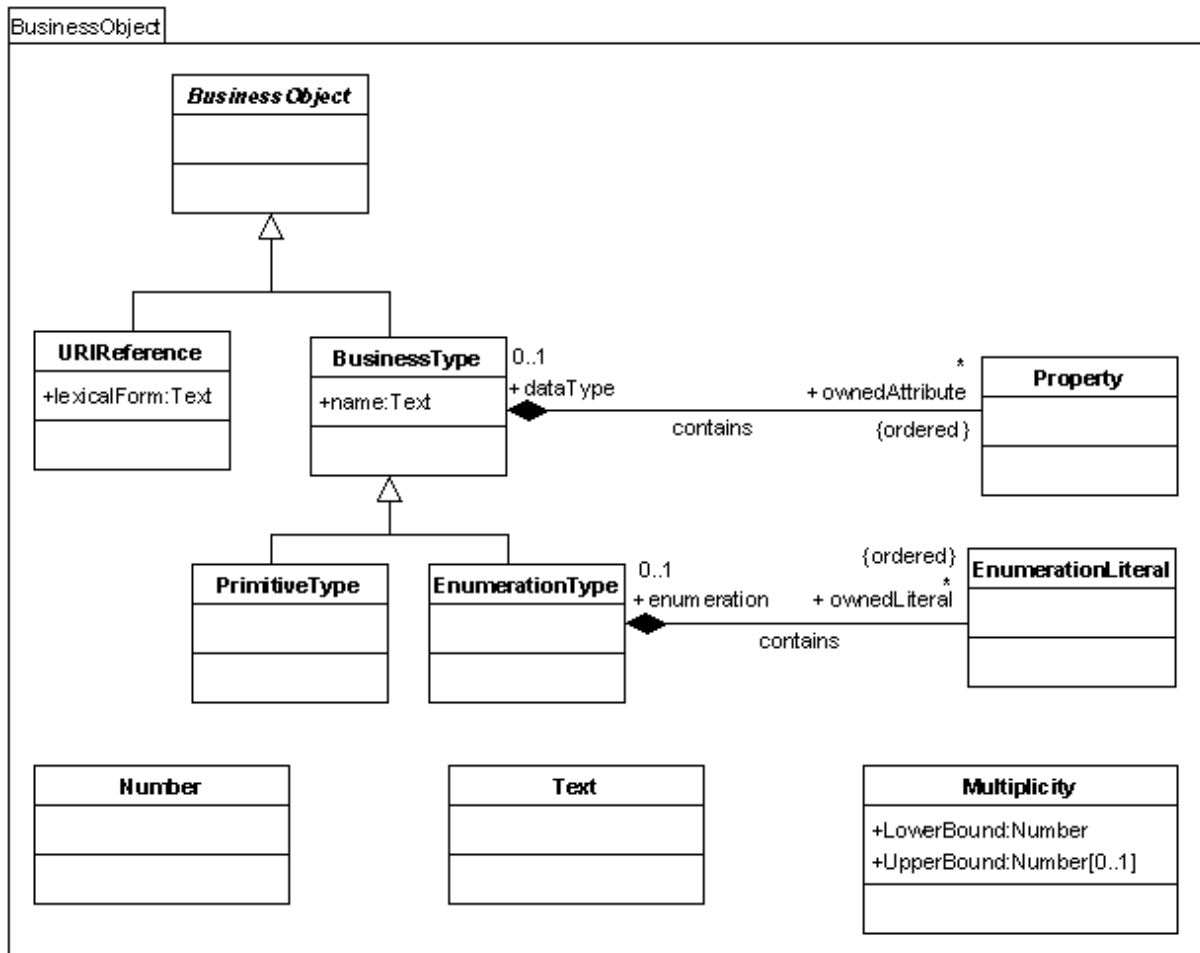 BusinessObject
BusinessObject
URIReference
+lexicalForm:Text
BusinessType
+name:Text
0..1
+ dataType
contains
*
+ ownedAttribute
{ordered}
Property
PrimitiveType
EnumerationType
0..1
+ enumeration
contains
{ordered}
*
+ ownedLiteral
EnumerationLiteral
Number
Text
Multiplicity
+LowerBound:Number
+UpperBound:Number[0..1]